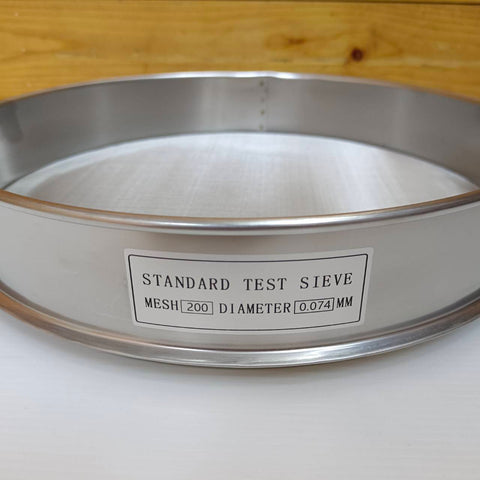 STANDARD TEST SIEVE
MESH 200 DIAMETER 0.074 MM